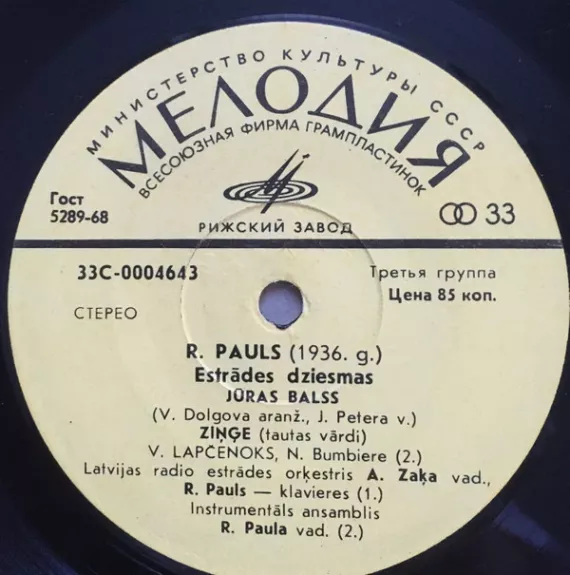 МИНИСТЕРСТВО КУЛЬТУРЫ СССР
МЕЛОДИЯ
ВСЕСОЮЗНАЯ ФИРМА ГРАМПЛАСТИНОК
Гост
5289-68
33
РИЖСКИЙ ЗАВОД
33С-0004643
Третья группа
Цена 85 коп.
СТЕРЕО
R. PAULS (1936. g.)
Estrādes dziesmas
JŪRAS BALSS
(V. Dolgova aranž., J. Petera v.)
ZIŅĢE (tautas vārdi)
V. LAPČENOKS, N. Bumbiere (2.)
Latvijas radio estrādes orķestris A. Zaķa vad.,
R. Pauls — klavieres (1.)
Instrumentāls ansamblis
R. Paula vad. (2.)